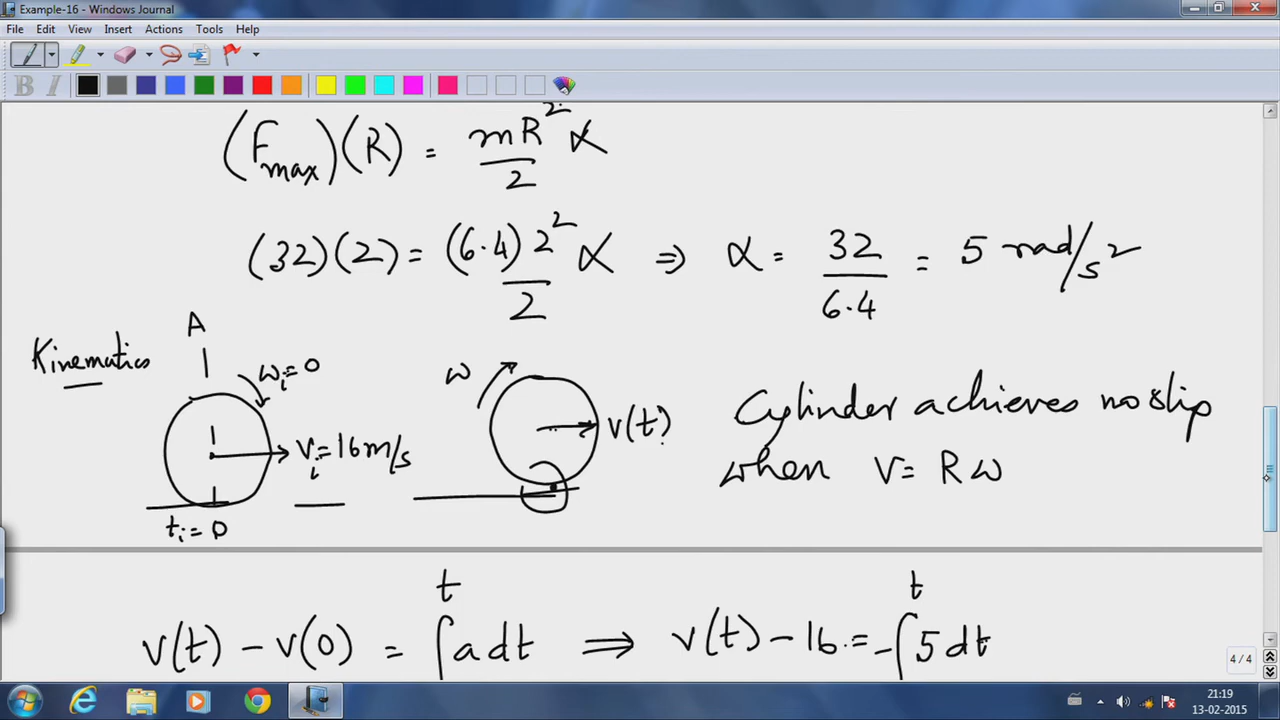 Example-16 - Windows Journal
File Edit View Insert Actions Tools Help
B I
(Fmax)(R) = mR²/2 α
(32)(2) = (6.4) 2²/2 α ⇒ α = 32/6.4 = 5 rad/s²
Kinematics
A
ωi=0
vi=16m/s
ti=0
ω
v(t)
Cylinder achieves no slip
when v= Rω
v(t) - v(0) = ∫^t a dt ⇒ v(t) - 16 = -∫^t 5 dt
4 / 4
21:19
13-02-2015